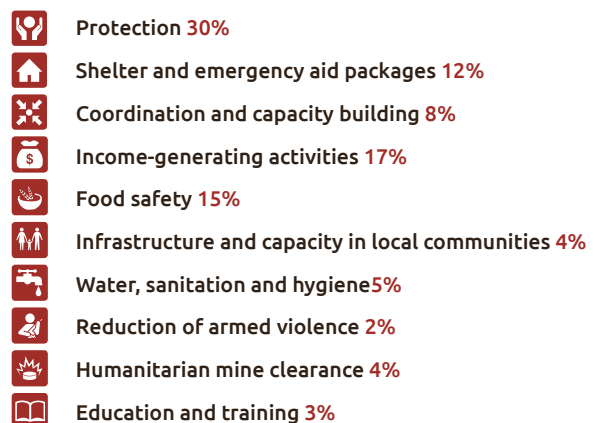 Protection 30%
Shelter and emergency aid packages 12%
Coordination and capacity building 8%
$
Income-generating activities 17%
Food safety 15%
Infrastructure and capacity in local communities 4%
Water, sanitation and hygiene5%
Reduction of armed violence 2%
Humanitarian mine clearance 4%
Education and training 3%